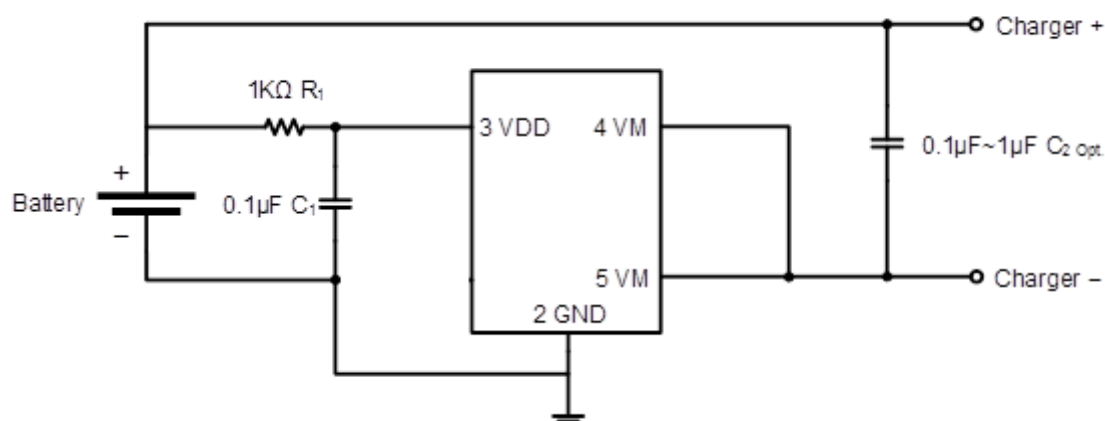 Charger +
1KΩ R₁
3 VDD
4 VM
0.1µF~1µF C₂ Opt.
+
Battery
0.1µF C₁
–
5 VM
Charger –
2 GND